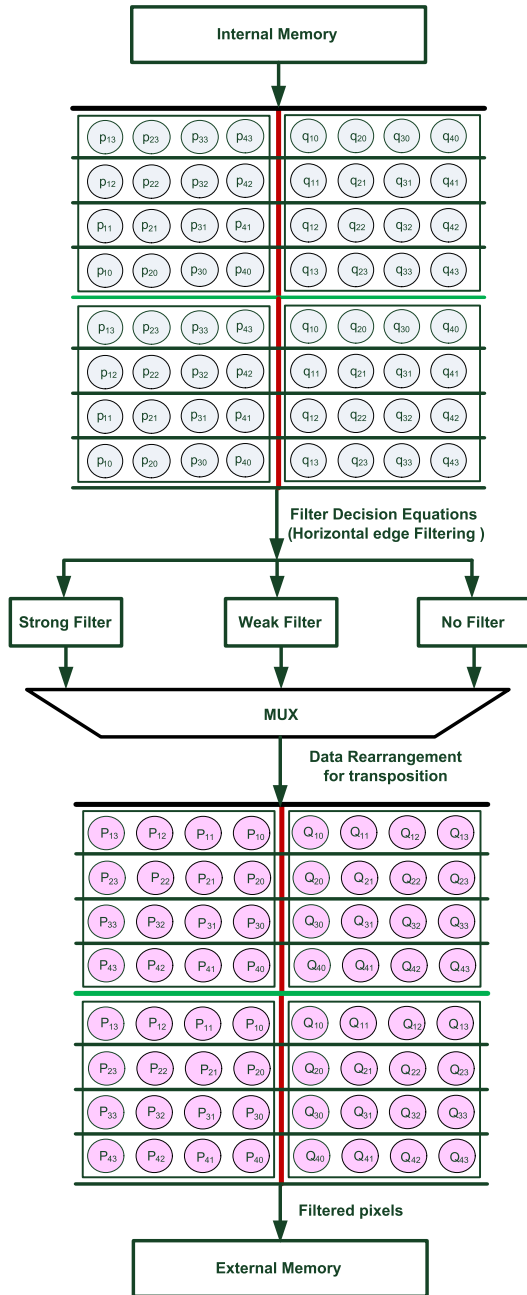 Internal Memory
p13 p23 p33 p43 q10 q20 q30 q40
p12 p22 p32 p42 q11 q21 q31 q41
p11 p21 p31 p41 q12 q22 q32 q42
p10 p20 p30 p40 q13 q23 q33 q43
p13 p23 p33 p43 q10 q20 q30 q40
p12 p22 p32 p42 q11 q21 q31 q41
p11 p21 p31 p41 q12 q22 q32 q42
p10 p20 p30 p40 q13 q23 q33 q43
Filter Decision Equations
(Horizontal edge Filtering )
Strong Filter Weak Filter No Filter
MUX
Data Rearrangement
for transposition
P13 P12 P11 P10 Q10 Q11 Q12 Q13
P23 P22 P21 P20 Q20 Q21 Q22 Q23
P33 P32 P31 P30 Q30 Q31 Q32 Q33
P43 P42 P41 P40 Q40 Q41 Q42 Q43
P13 P12 P11 P10 Q10 Q11 Q12 Q13
P23 P22 P21 P20 Q20 Q21 Q22 Q23
P33 P32 P31 P30 Q30 Q31 Q32 Q33
P43 P42 P41 P40 Q40 Q41 Q42 Q43
Filtered pixels
External Memory